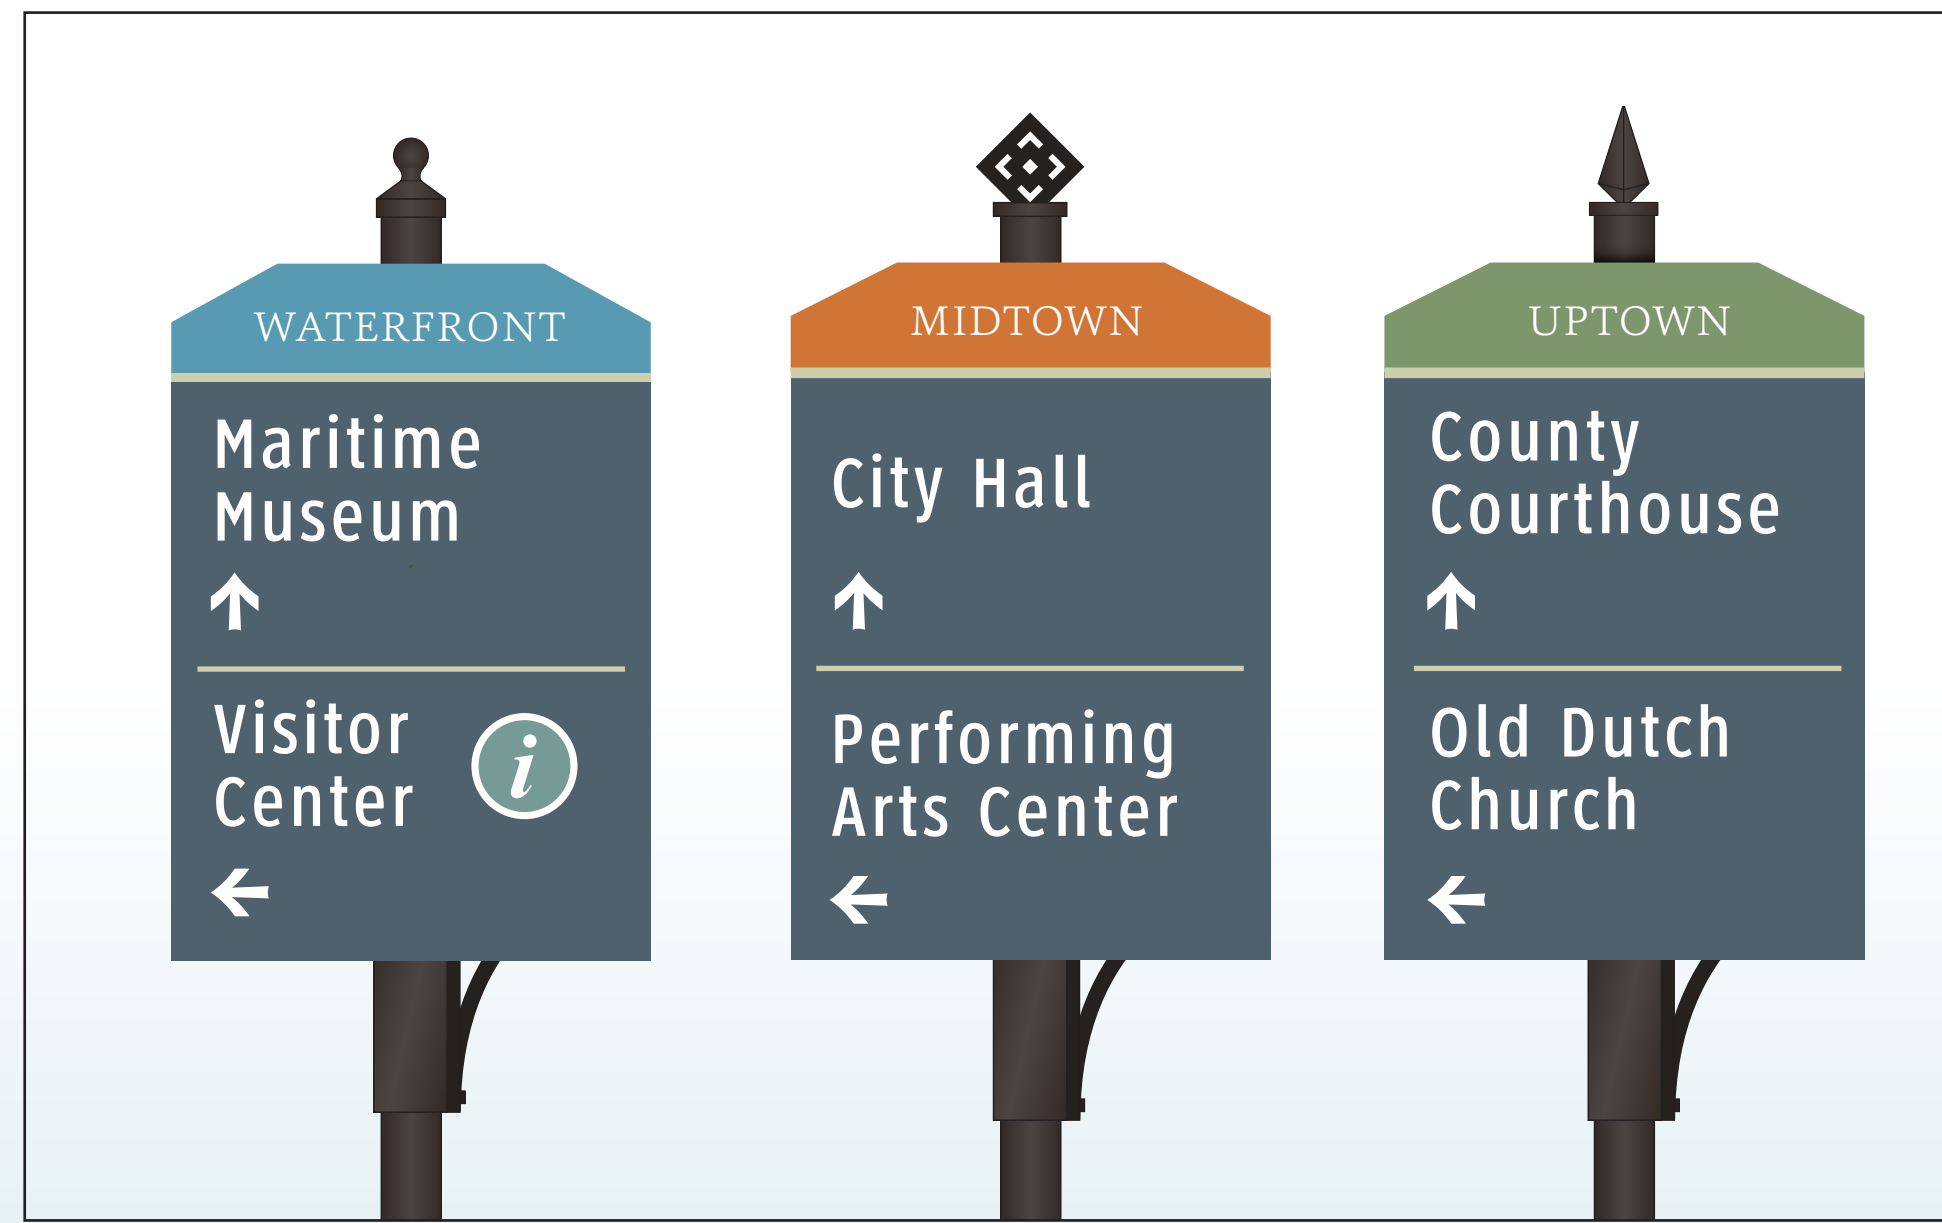 WATERFRONT
Maritime
Museum
Visitor
Center
i
MIDTOWN
City Hall
Performing
Arts Center
UPTOWN
County
Courthouse
Old Dutch
Church